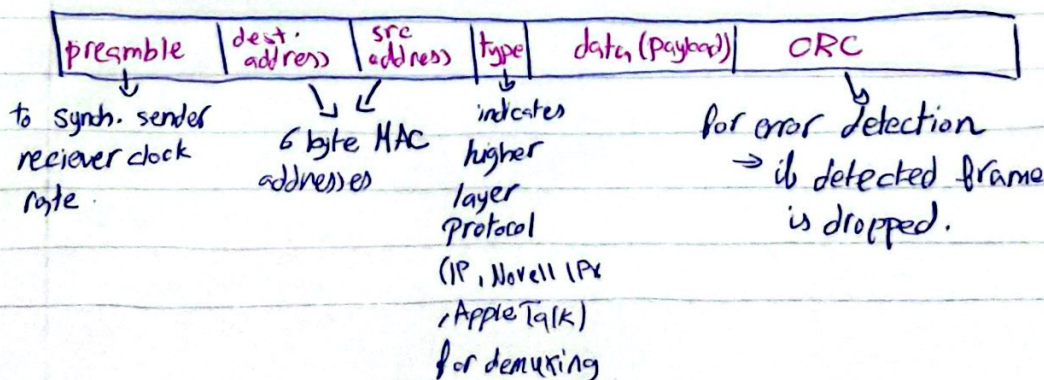 preamble
dest. address
src address
type
data (payload)
CRC
to synch. sender
reciever clock
rate.
6 byte MAC
addresses
indicates
higher
layer
protocol
(IP, Novell IPX
, AppleTalk)
for demuxing
for error detection
→ if detected frame
is dropped.